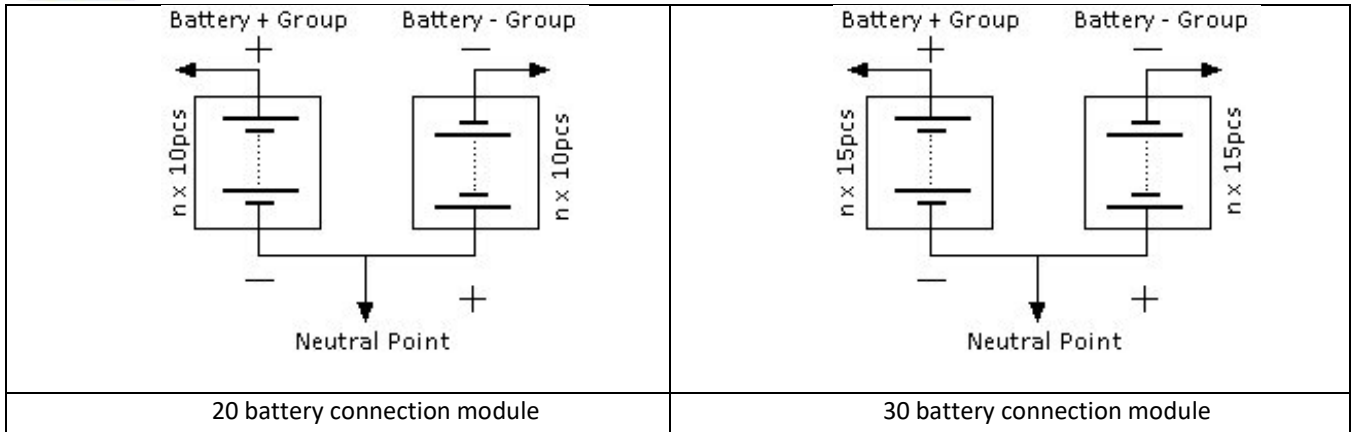 Battery + Group
Battery - Group
+
—
n x 10pcs
n x 10pcs
—
+
Neutral Point
20 battery connection module
Battery + Group
Battery - Group
+
—
n x 15pcs
n x 15pcs
—
+
Neutral Point
30 battery connection module